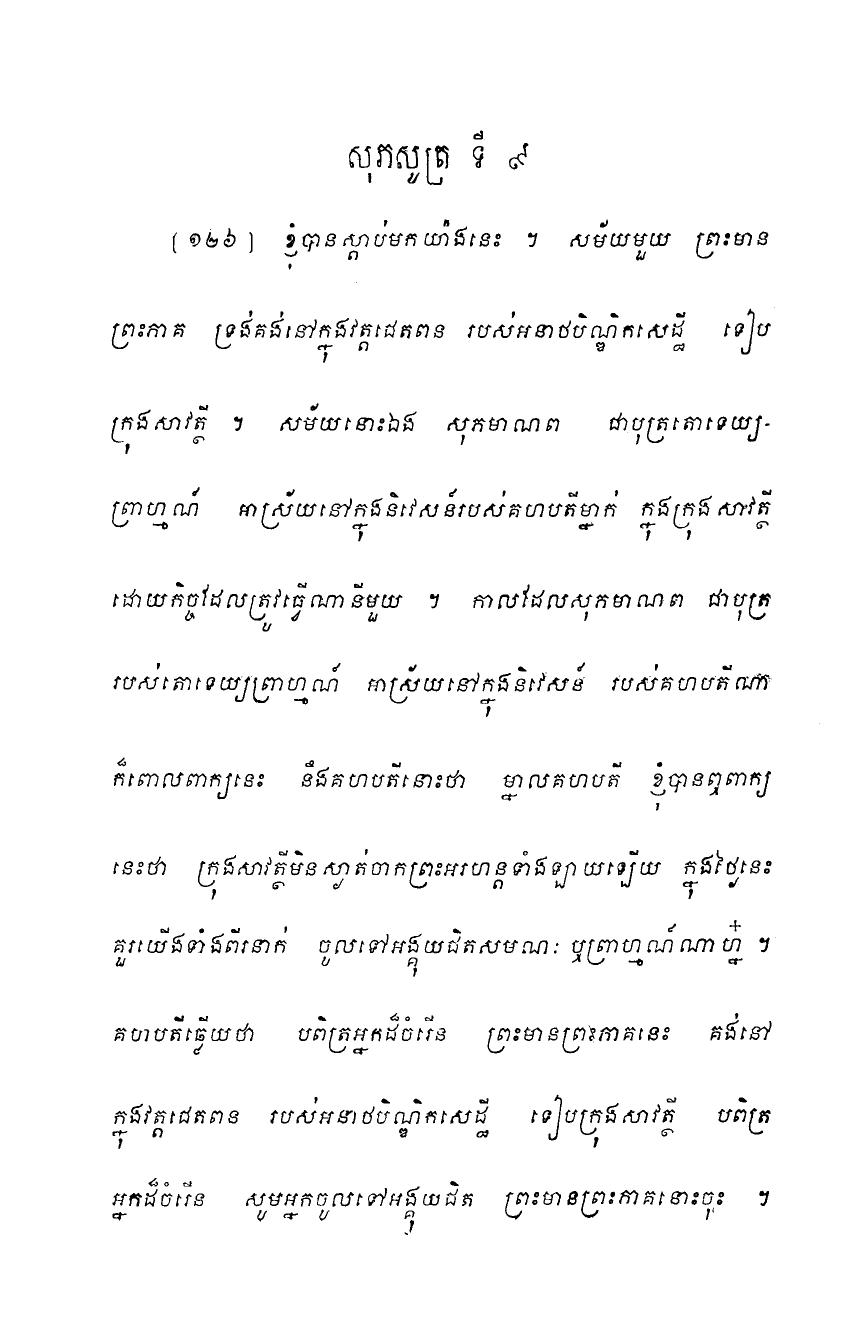 សុភសូត្រ ទី ៩
[ ១២៦ ] ខ្ញុំបានស្តាប់មកយ៉ាងនេះ ។ សម័យមួយ ព្រះមាន
ព្រះភាគ ទ្រង់គង់នៅក្នុងវត្តជេតពន របស់អនាថបិណ្ឌិកសេដ្ឋី ទៀប
ក្រុងសាវត្ថី ។ សម័យនោះឯង សុភមាណព ជាបុត្រតោទេយ្យ-
ព្រាហ្មណ៍ អាស្រ័យនៅក្នុងនិវេសន៍របស់គហបតីម្នាក់ ក្នុងក្រុងសាវត្ថី
ដោយកិច្ចដែលត្រូវធ្វើណានីមួយ ។ កាលដែលសុភមាណព ជាបុត្រ
របស់តោទេយ្យព្រាហ្មណ៍ អាស្រ័យនៅក្នុងនិវេសន៍ របស់គហបតីណា
ក៏ពោលពាក្យនេះ នឹងគហបតីនោះថា ម្នាលគហបតី ខ្ញុំបានឮពាក្យ
នេះថា ក្រុងសាវត្ថីមិនស្ងាត់ចាកព្រះអរហន្តទាំងឡាយឡើយ ក្នុងថ្ងៃនេះ
គួរយើងទាំងពីរនាក់ ចូលទៅអង្គុយជិតសមណៈ ឬព្រាហ្មណ៍ណាហ្ន៎ ។
គហបតីឆ្លើយថា បពិត្រអ្នកដ៏ចំរើន ព្រះមានព្រះភាគនេះ គង់នៅ
ក្នុងវត្តជេតពន របស់អនាថបិណ្ឌិកសេដ្ឋី ទៀបក្រុងសាវត្ថី បពិត្រ
អ្នកដ៏ចំរើន សូមអ្នកចូលទៅអង្គុយជិត ព្រះមានព្រះភាគនោះចុះ ។